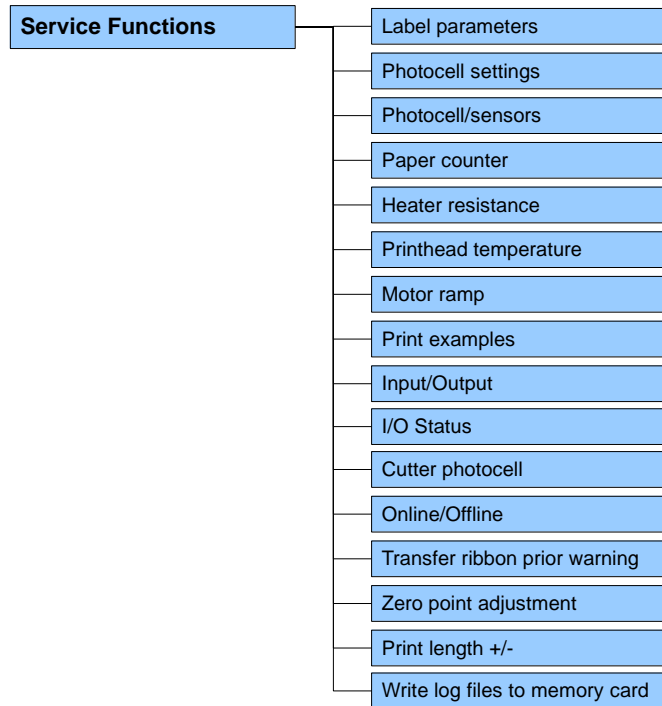 Service Functions
Label parameters
Photocell settings
Photocell/sensors
Paper counter
Heater resistance
Printhead temperature
Motor ramp
Print examples
Input/Output
I/O Status
Cutter photocell
Online/Offline
Transfer ribbon prior warning
Zero point adjustment
Print length +/-
Write log files to memory card